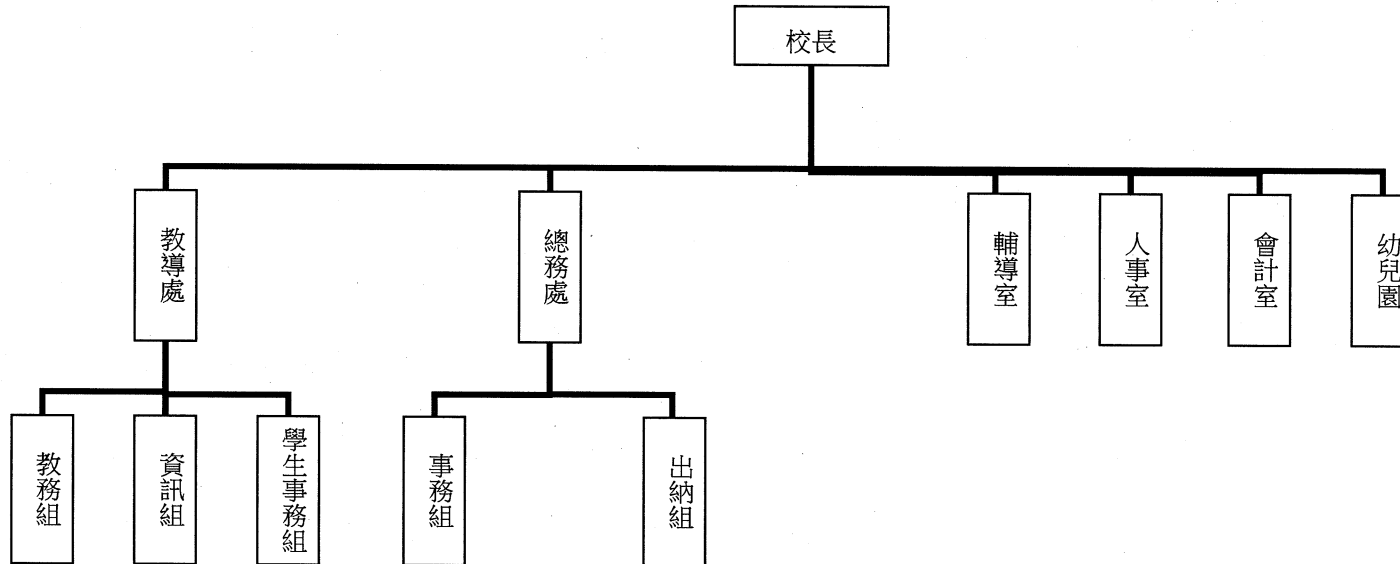 校長
教導處
總務處
輔導室
人事室
會計室
幼兒園
教務組
資訊組
學生事務組
事務組
出納組